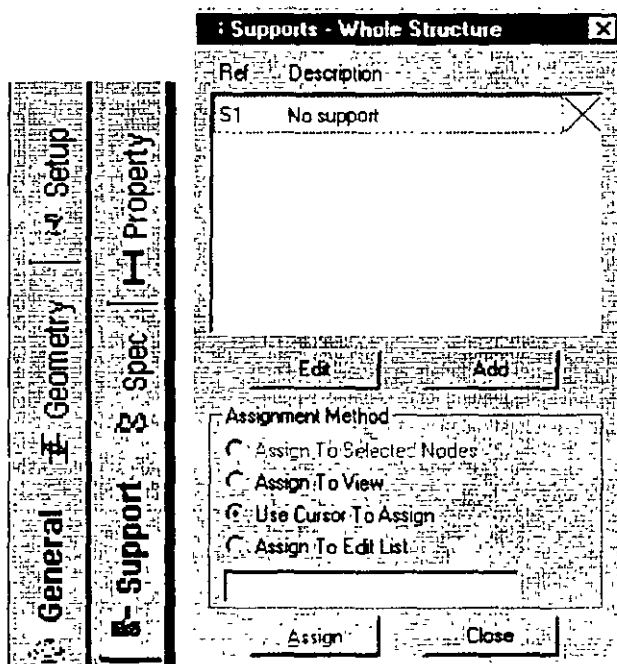 : Supports - Whole Structure
Ref Description
S1 No support
Edit Add
Assignment Method
Assign To Selected Nodes
Assign To View
Use Cursor To Assign
Assign To Edit List
Assign Close
General Geometry Setup
Support Spec Property